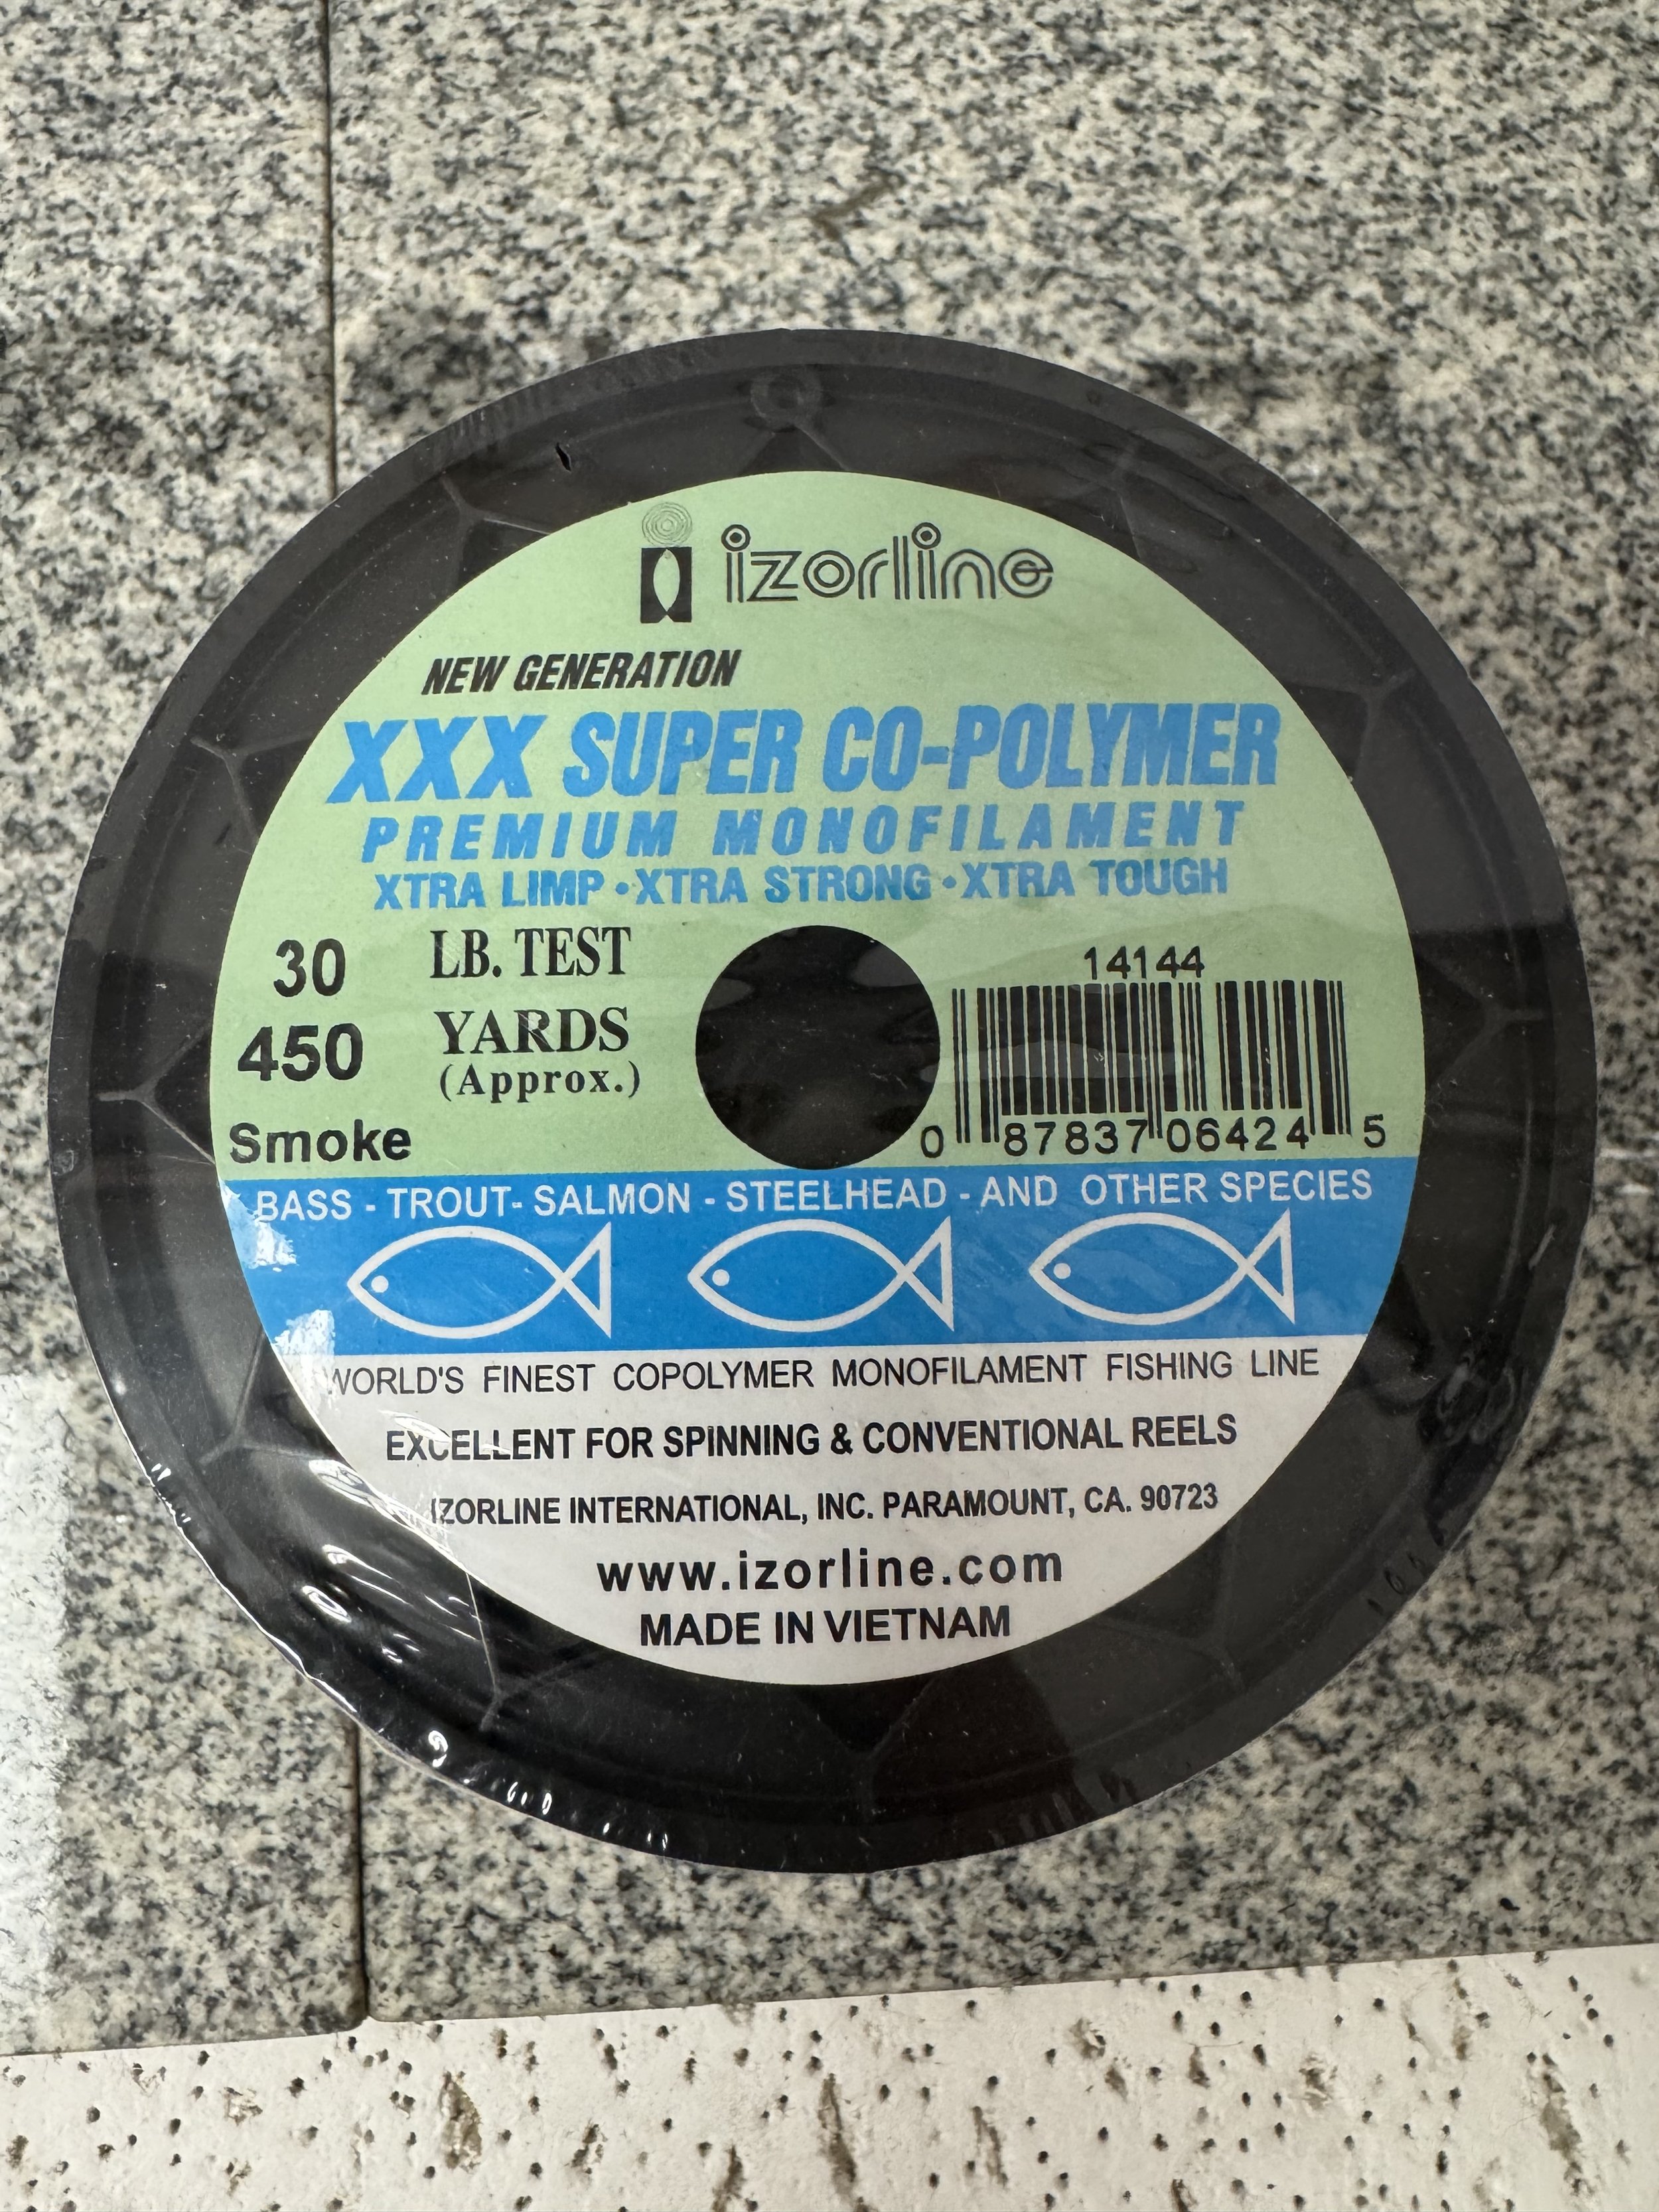 izorline
NEW GENERATION
XXX SUPER CO-POLYMER
PREMIUM MONOFILAMENT
XTRA LIMP • XTRA STRONG • XTRA TOUGH
30 LB. TEST
450 YARDS
(Approx.)
Smoke
14144
0 87837 06424 5
BASS - TROUT- SALMON - STEELHEAD - AND OTHER SPECIES
WORLD'S FINEST COPOLYMER MONOFILAMENT FISHING LINE
EXCELLENT FOR SPINNING & CONVENTIONAL REELS
IZORLINE INTERNATIONAL, INC. PARAMOUNT, CA. 90723
www.izorline.com
MADE IN VIETNAM